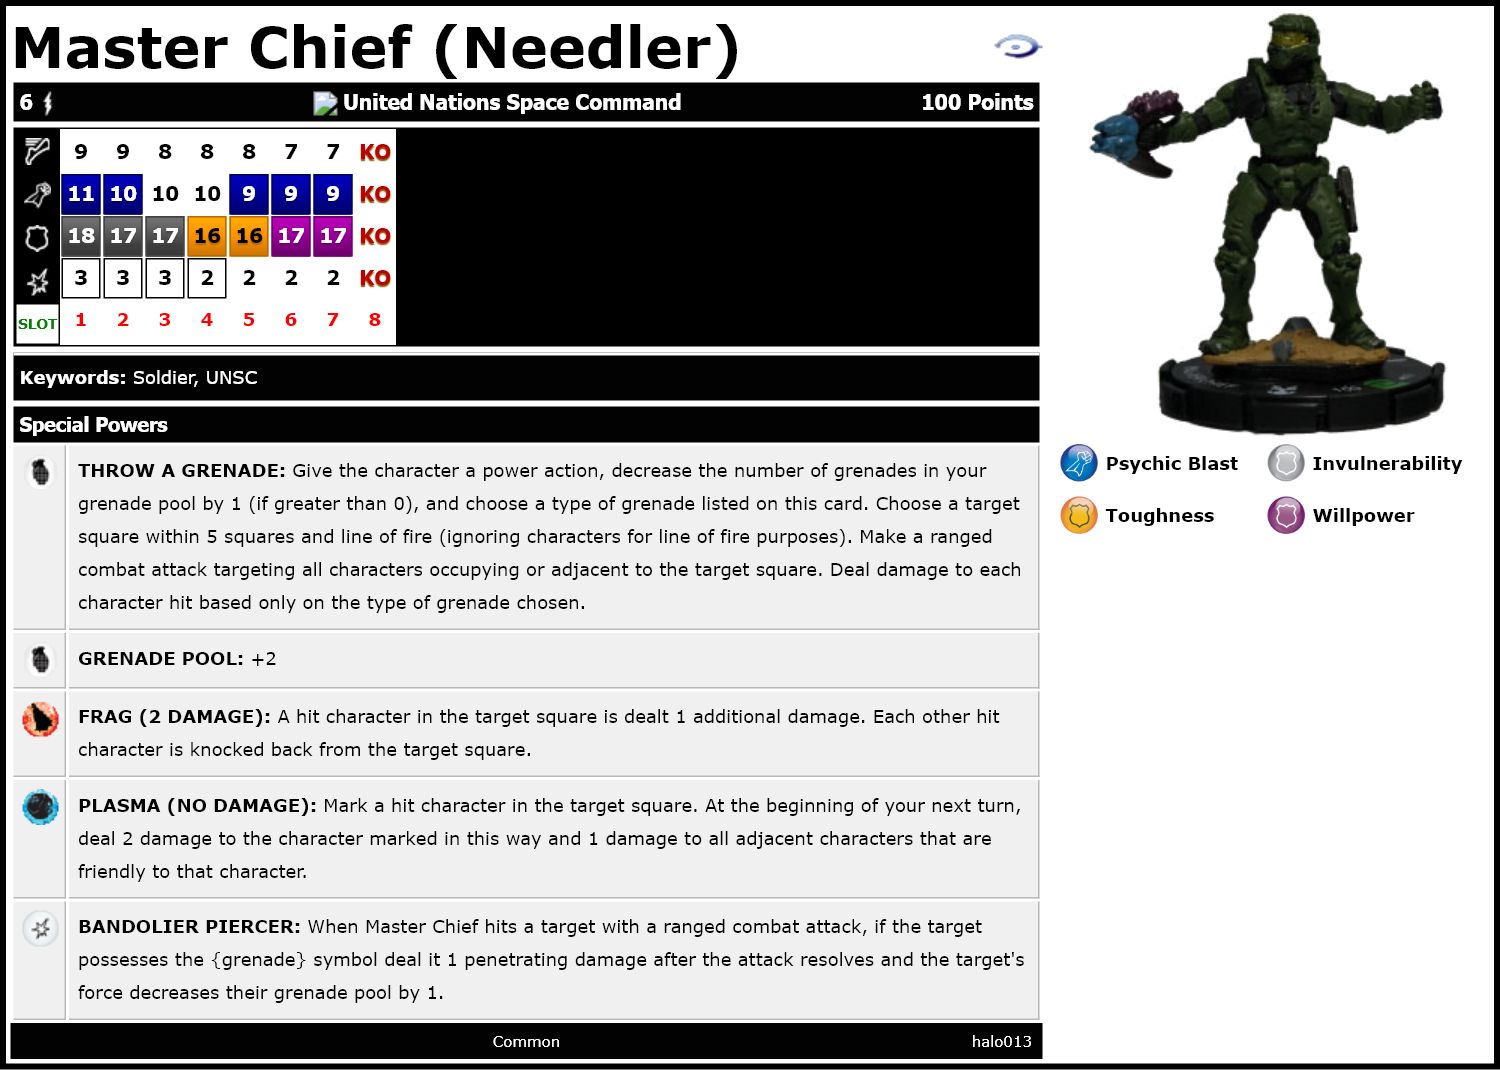 Master Chief (Needler)
6 United Nations Space Command 100 Points
9 9 8 8 8 7 7 KO
11 10 10 10 9 9 9 KO
18 17 17 16 16 17 17 KO
3 3 3 2 2 2 2 KO
SLOT 1 2 3 4 5 6 7 8
Keywords: Soldier, UNSC
Special Powers
THROW A GRENADE: Give the character a power action, decrease the number of grenades in your
grenade pool by 1 (if greater than 0), and choose a type of grenade listed on this card. Choose a target
square within 5 squares and line of fire (ignoring characters for line of fire purposes). Make a ranged
combat attack targeting all characters occupying or adjacent to the target square. Deal damage to each
character hit based only on the type of grenade chosen.
GRENADE POOL: +2
FRAG (2 DAMAGE): A hit character in the target square is dealt 1 additional damage. Each other hit
character is knocked back from the target square.
PLASMA (NO DAMAGE): Mark a hit character in the target square. At the beginning of your next turn,
deal 2 damage to the character marked in this way and 1 damage to all adjacent characters that are
friendly to that character.
BANDOLIER PIERCER: When Master Chief hits a target with a ranged combat attack, if the target
possesses the {grenade} symbol deal it 1 penetrating damage after the attack resolves and the target's
force decreases their grenade pool by 1.
Common halo013
100
Psychic Blast Invulnerability
Toughness Willpower